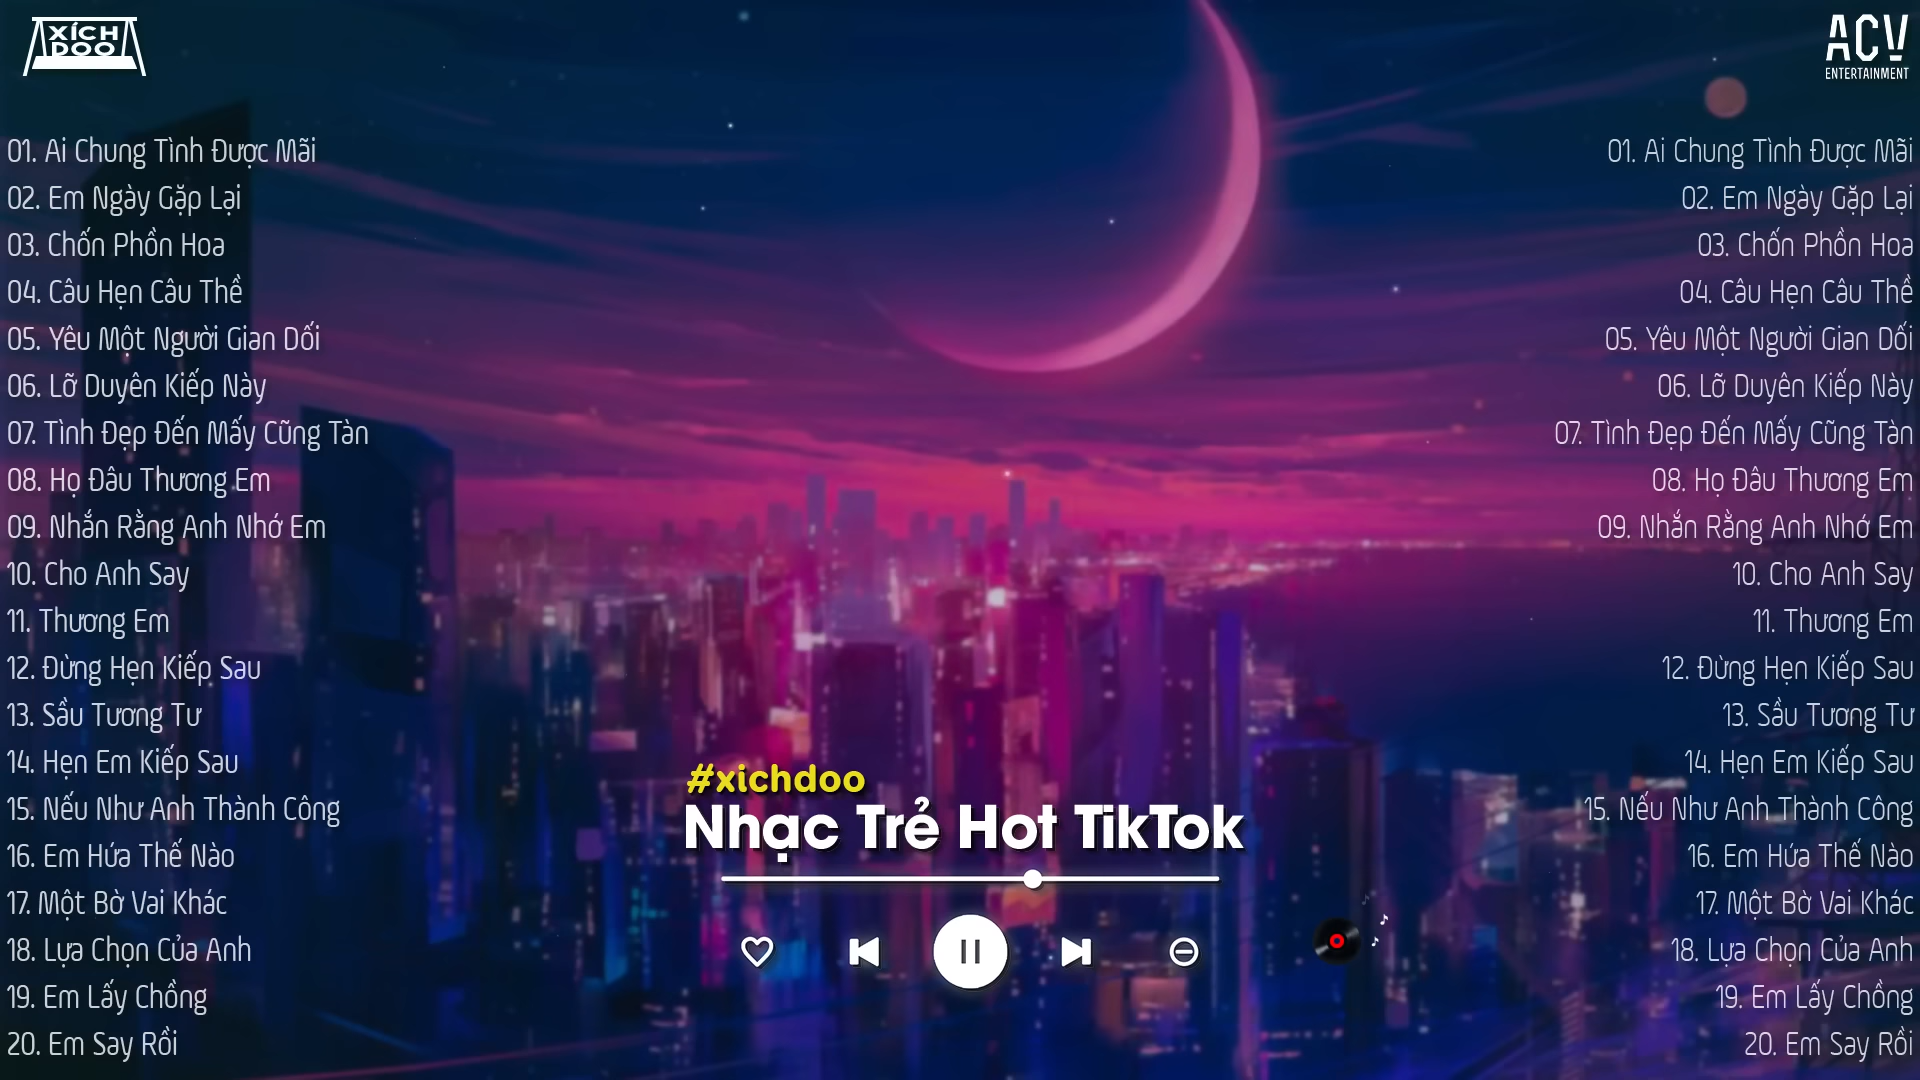 XÍCH
DOO
ACV
ENTERTAINMENT
01. Ai Chung Tình Được Mãi
02. Em Ngày Gặp Lại
03. Chốn Phồn Hoa
04. Câu Hẹn Câu Thề
05. Yêu Một Người Gian Dối
06. Lỡ Duyên Kiếp Này
07. Tình Đẹp Đến Mấy Cũng Tàn
08. Họ Đâu Thương Em
09. Nhắn Rằng Anh Nhớ Em
10. Cho Anh Say
11. Thương Em
12. Đừng Hẹn Kiếp Sau
13. Sầu Tương Tư
14. Hẹn Em Kiếp Sau
15. Nếu Như Anh Thành Công
16. Em Hứa Thế Nào
17. Một Bờ Vai Khác
18. Lựa Chọn Của Anh
19. Em Lấy Chồng
20. Em Say Rồi
#xichdoo
Nhạc Trẻ Hot TikTok
01. Ai Chung Tình Được Mãi
02. Em Ngày Gặp Lại
03. Chốn Phồn Hoa
04. Câu Hẹn Câu Thề
05. Yêu Một Người Gian Dối
06. Lỡ Duyên Kiếp Này
07. Tình Đẹp Đến Mấy Cũng Tàn
08. Họ Đâu Thương Em
09. Nhắn Rằng Anh Nhớ Em
10. Cho Anh Say
11. Thương Em
12. Đừng Hẹn Kiếp Sau
13. Sầu Tương Tư
14. Hẹn Em Kiếp Sau
15. Nếu Như Anh Thành Công
16. Em Hứa Thế Nào
17. Một Bờ Vai Khác
18. Lựa Chọn Của Anh
19. Em Lấy Chồng
20. Em Say Rồi